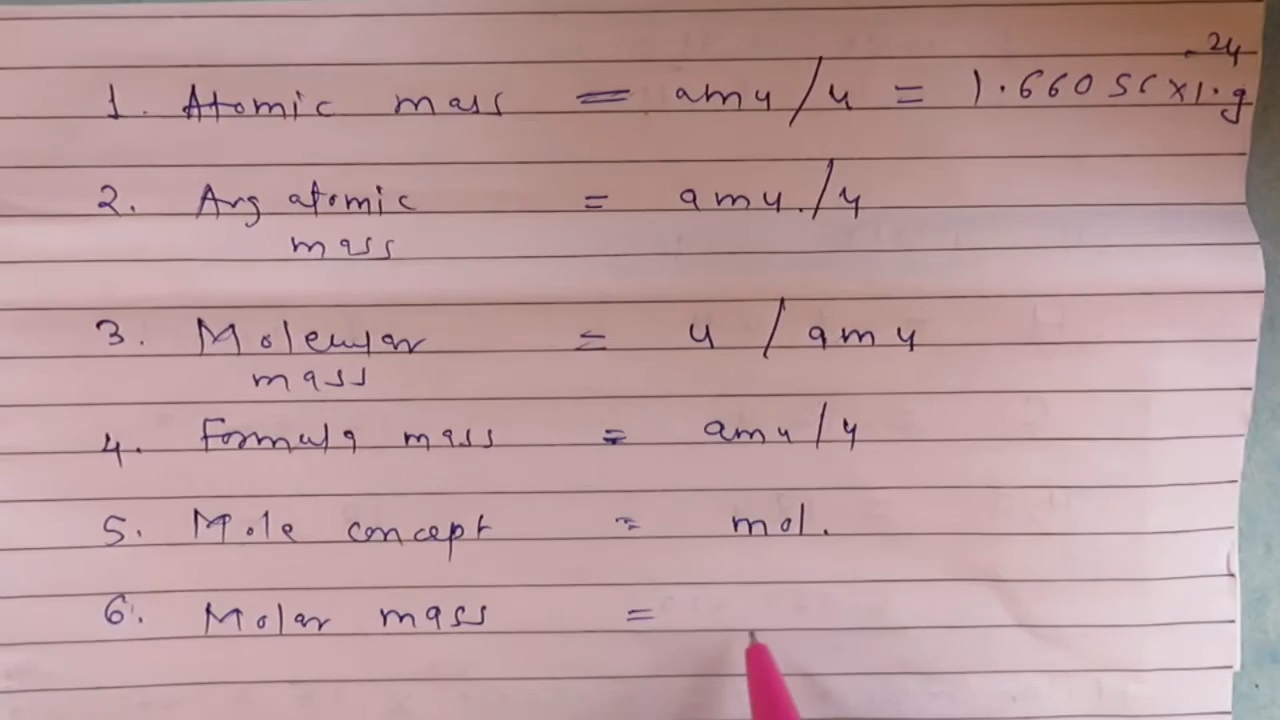 1. Atomic mass = amu/u = 1.66056×10⁻²⁴g
2. Avg atomic = amu./u
mass
3. Molecular = u / amu
mass
4. Formula mass = amu/u
5. Mole concept = mol.
6. Molar mass =